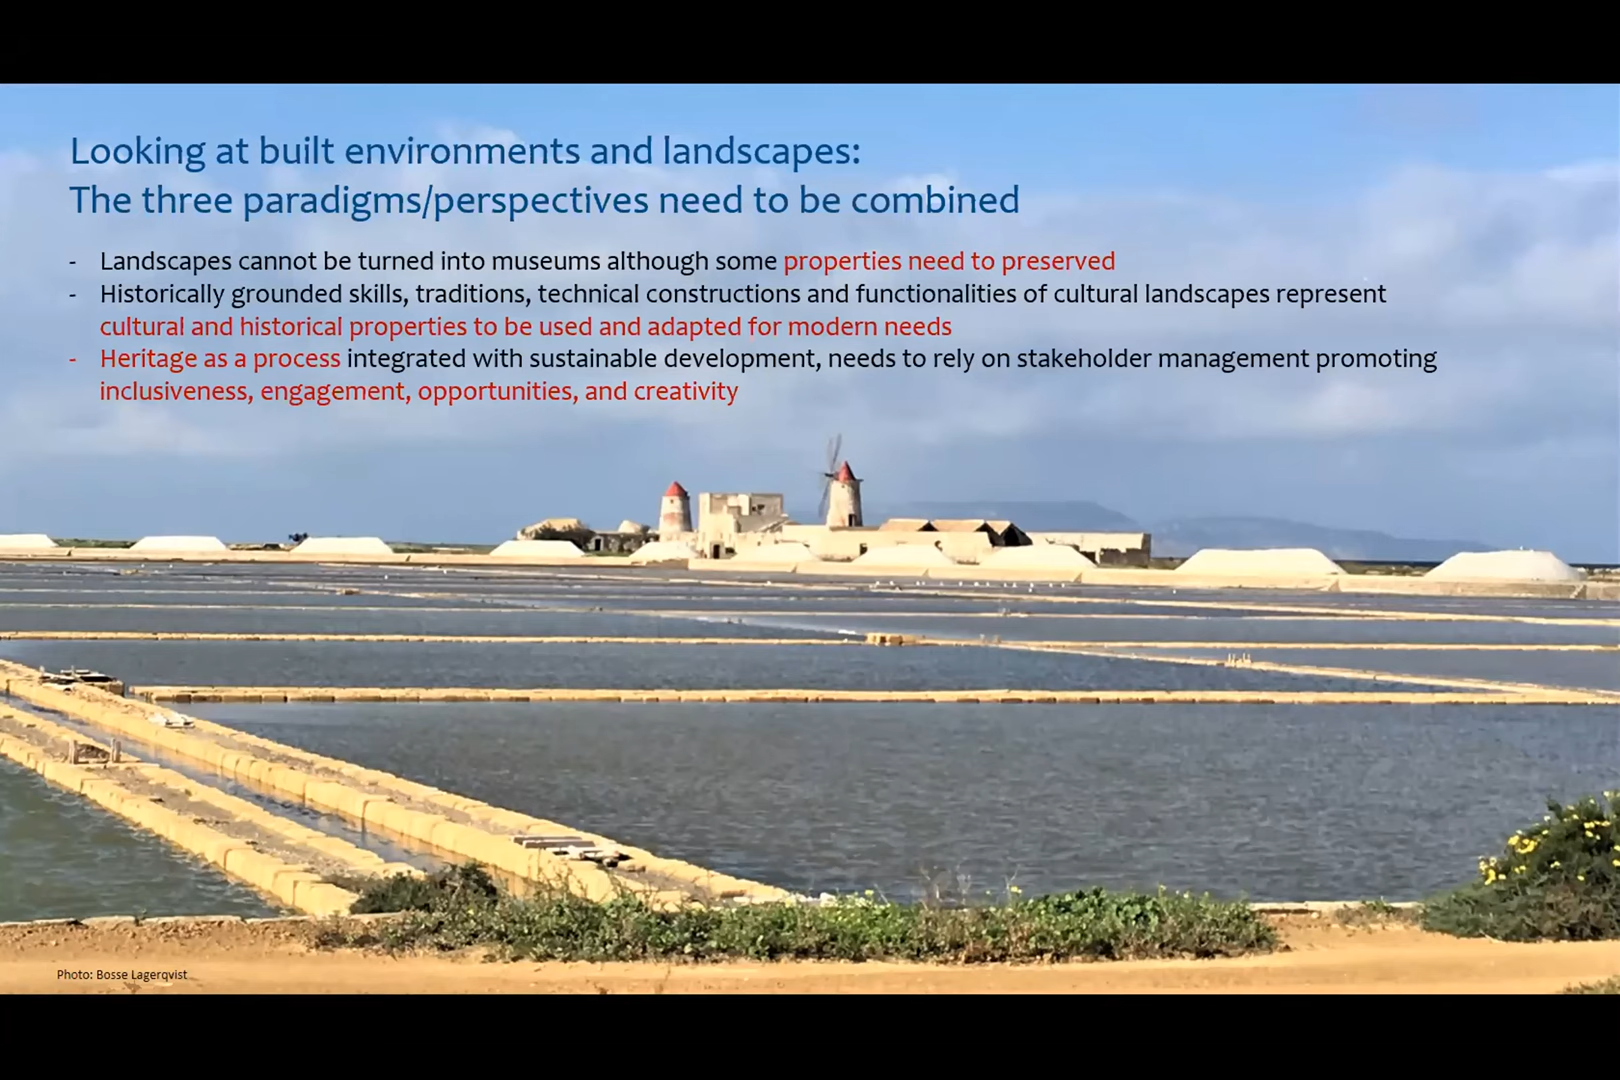 Looking at built environments and landscapes:
The three paradigms/perspectives need to be combined
- Landscapes cannot be turned into museums although some properties need to preserved
- Historically grounded skills, traditions, technical constructions and functionalities of cultural landscapes represent
cultural and historical properties to be used and adapted for modern needs
- Heritage as a process integrated with sustainable development, needs to rely on stakeholder management promoting
inclusiveness, engagement, opportunities, and creativity
Photo: Bosse Lagerqvist